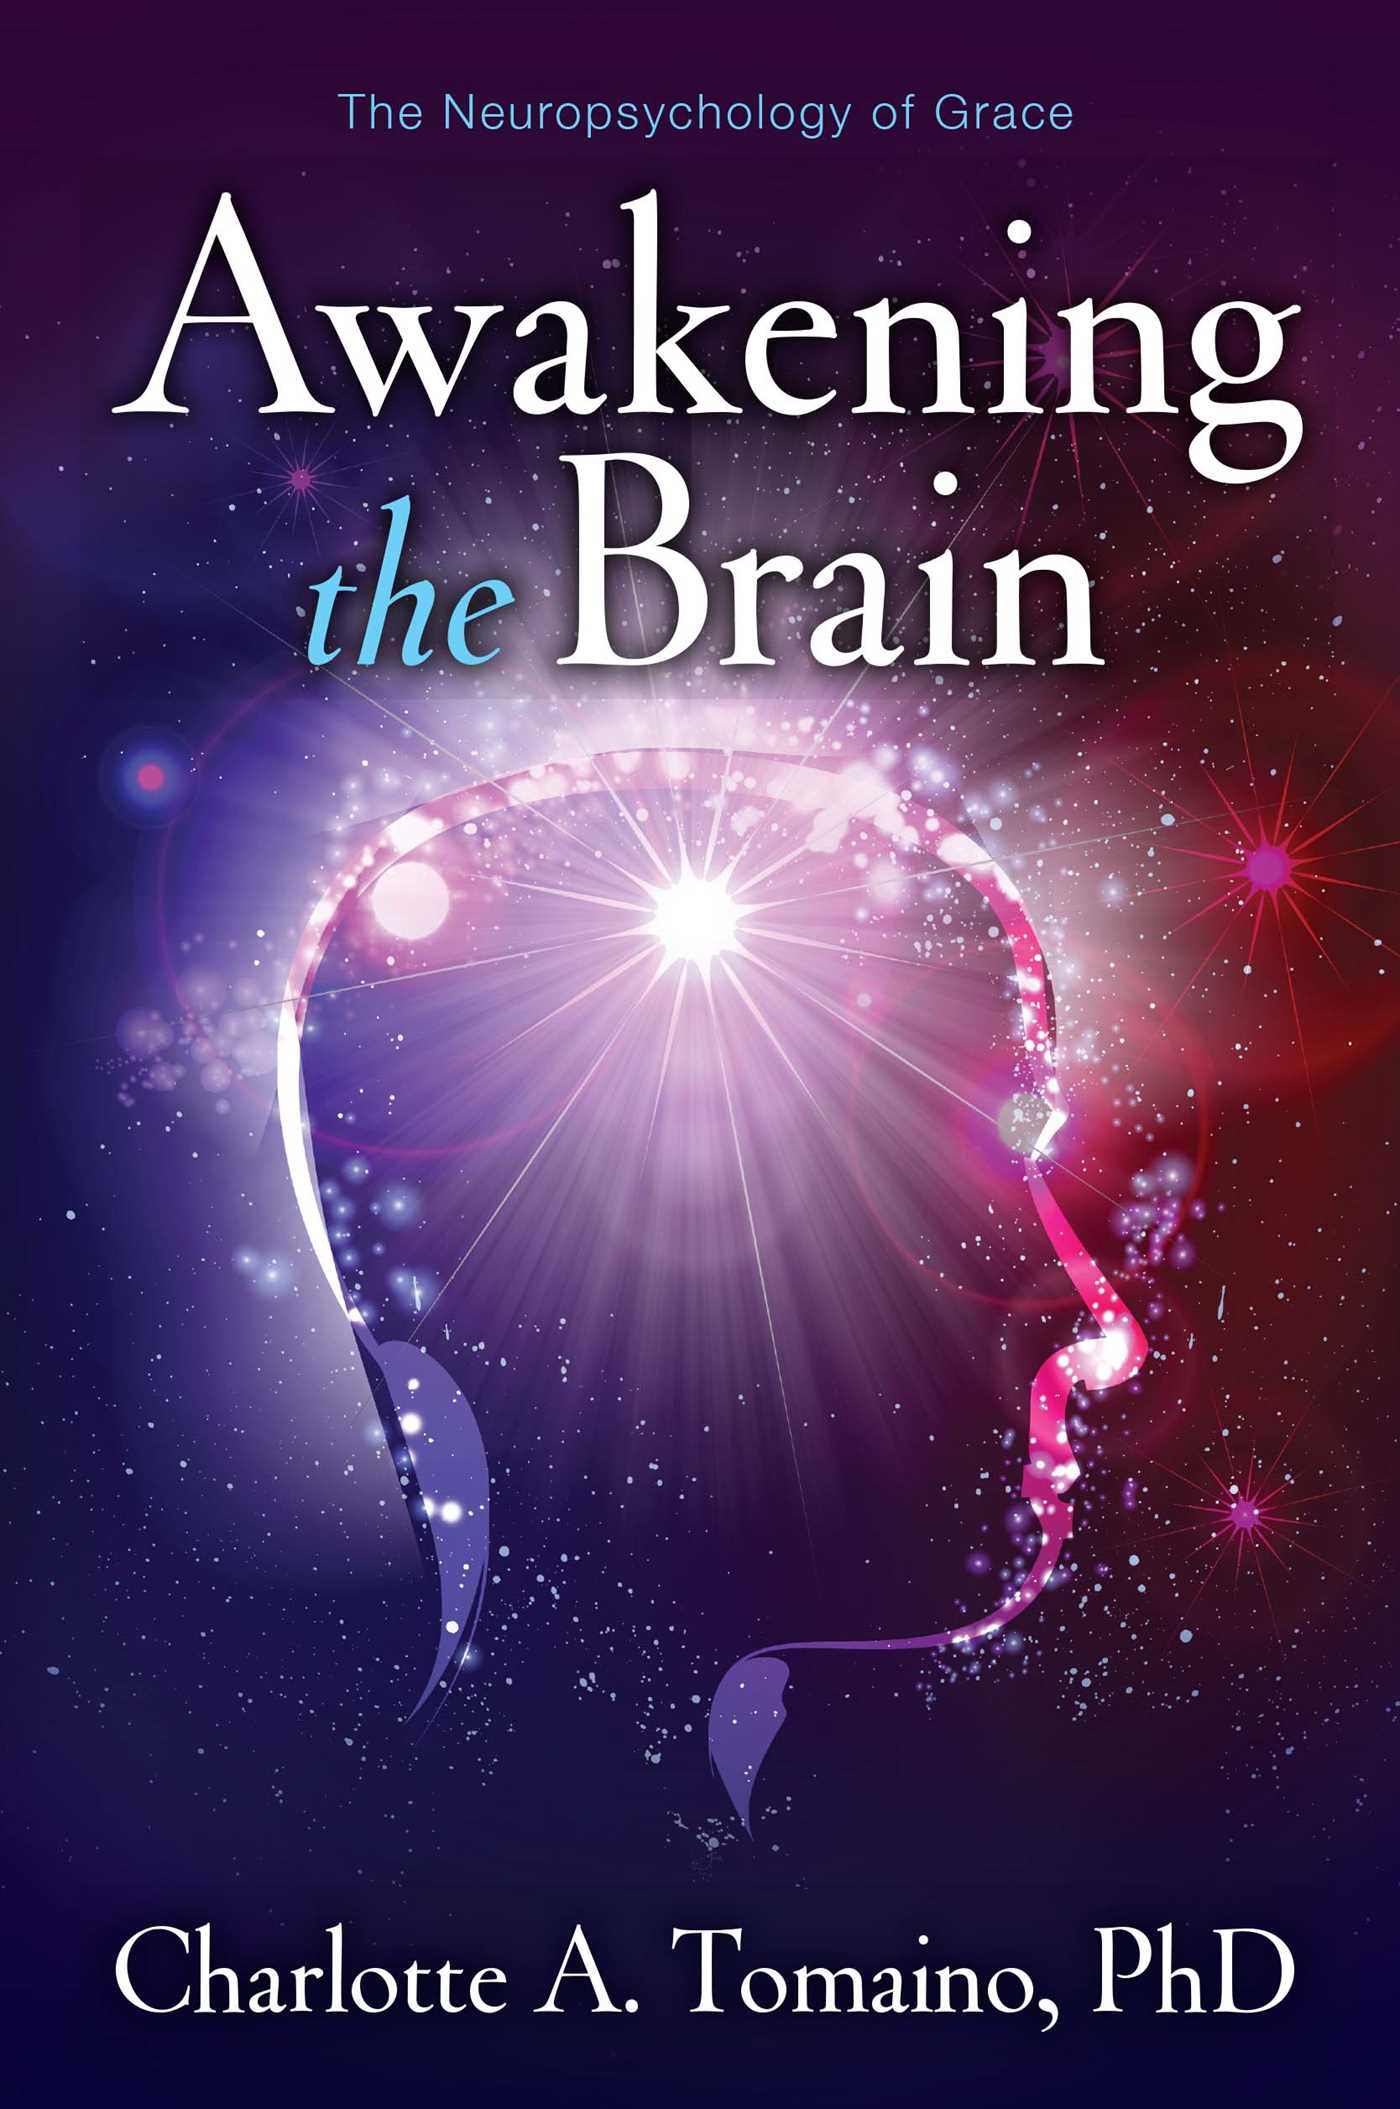 The Neuropsychology of Grace
Awakening
the Brain
Charlotte A. Tomaino, PhD